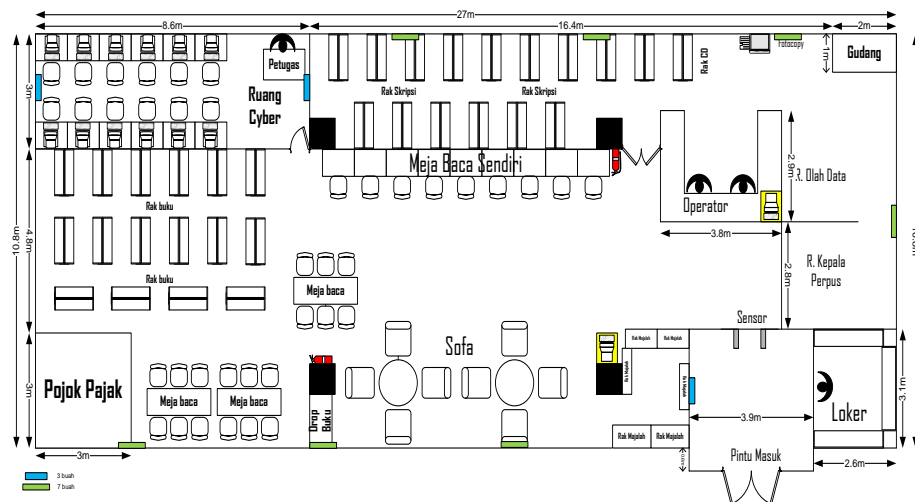 27m
8.6m
16.4m
2m
Petugas
Fotocopy
Gudang
1m
3m
Ruang
Cyber
Rak Skripsi
Rak Skripsi
Rak CD
Meja Baca Sendiri
2.9m
R. Olah Data
Rak buku
Operator
3.8m
10.8m
4.8m
2.8m
R. Kepala
Perpus
Rak buku
Meja baca
Sensor
Sofa
Rak Majalah
Rak Majalah
Rak Majalah
Pojok Pajak
3m
Meja baca
Meja baca
Drop
Buku
3.9m
Loker
3.1m
Rak Majalah
Rak Majalah
Pintu Masuk
3m
2.6m
3 buah
7 buah